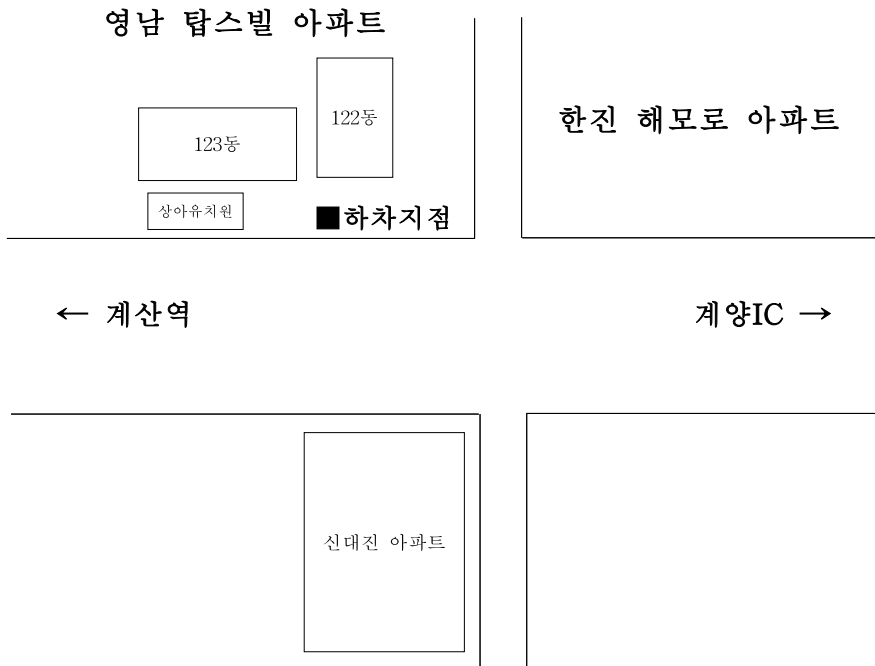 영남 탑스빌 아파트
122동
123동
한진 해모로 아파트
상아유치원
■하차지점
← 계산역
계양IC →
신대진 아파트